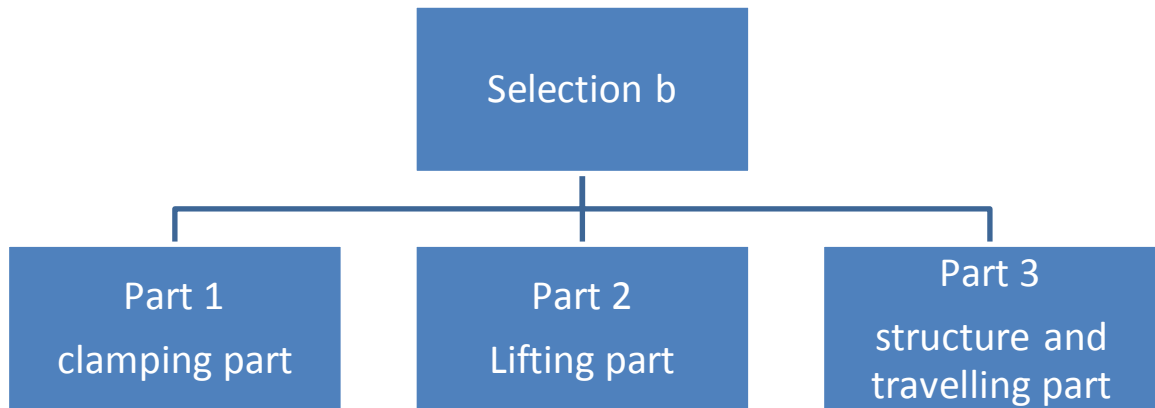 Selection b
Part 1
clamping part
Part 2
Lifting part
Part 3
structure and
travelling part